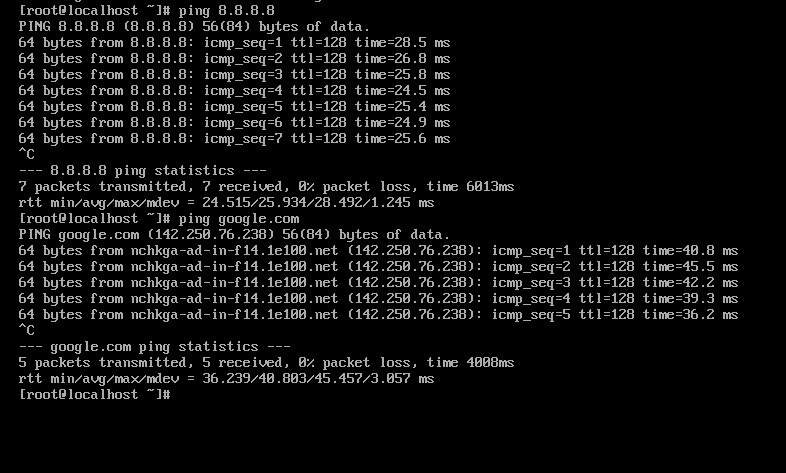 [root@localhost ~]# ping 8.8.8.8
PING 8.8.8.8 (8.8.8.8) 56(84) bytes of data.
64 bytes from 8.8.8.8: icmp_seq=1 ttl=128 time=28.5 ms
64 bytes from 8.8.8.8: icmp_seq=2 ttl=128 time=26.8 ms
64 bytes from 8.8.8.8: icmp_seq=3 ttl=128 time=25.8 ms
64 bytes from 8.8.8.8: icmp_seq=4 ttl=128 time=24.5 ms
64 bytes from 8.8.8.8: icmp_seq=5 ttl=128 time=25.4 ms
64 bytes from 8.8.8.8: icmp_seq=6 ttl=128 time=24.9 ms
64 bytes from 8.8.8.8: icmp_seq=7 ttl=128 time=25.6 ms
^C
--- 8.8.8.8 ping statistics ---
7 packets transmitted, 7 received, 0% packet loss, time 6013ms
rtt min/avg/max/mdev = 24.515/25.934/28.492/1.245 ms
[root@localhost ~]# ping google.com
PING google.com (142.250.76.238) 56(84) bytes of data.
64 bytes from nchkga-ad-in-f14.1e100.net (142.250.76.238): icmp_seq=1 ttl=128 time=40.8 ms
64 bytes from nchkga-ad-in-f14.1e100.net (142.250.76.238): icmp_seq=2 ttl=128 time=45.5 ms
64 bytes from nchkga-ad-in-f14.1e100.net (142.250.76.238): icmp_seq=3 ttl=128 time=42.2 ms
64 bytes from nchkga-ad-in-f14.1e100.net (142.250.76.238): icmp_seq=4 ttl=128 time=39.3 ms
64 bytes from nchkga-ad-in-f14.1e100.net (142.250.76.238): icmp_seq=5 ttl=128 time=36.2 ms
^C
--- google.com ping statistics ---
5 packets transmitted, 5 received, 0% packet loss, time 4008ms
rtt min/avg/max/mdev = 36.239/40.803/45.457/3.057 ms
[root@localhost ~]#